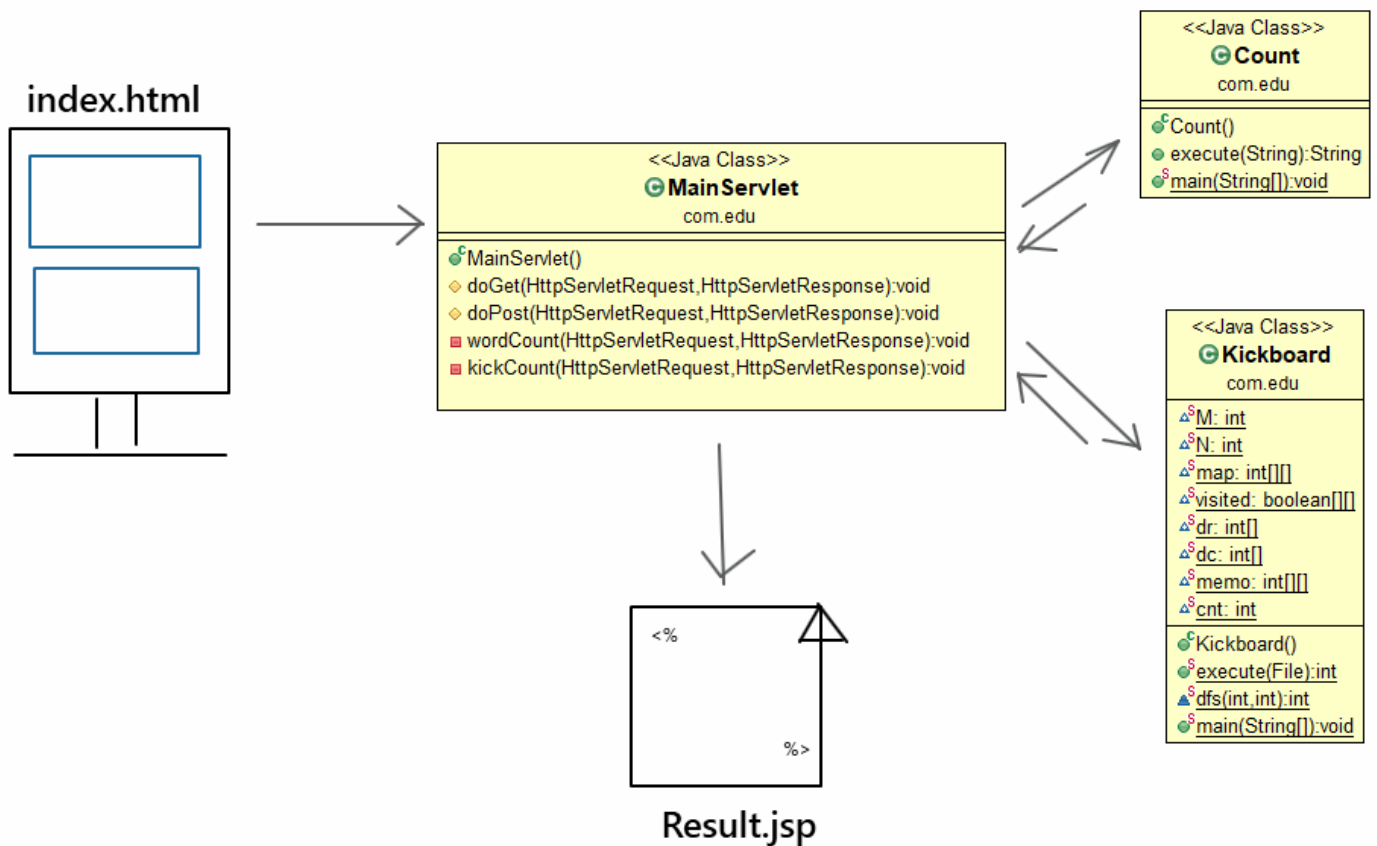 index.html
<<Java Class>>
MainServlet
com.edu
MainServlet()
doGet(HttpServletRequest,HttpServletResponse):void
doPost(HttpServletRequest,HttpServletResponse):void
wordCount(HttpServletRequest,HttpServletResponse):void
kickCount(HttpServletRequest,HttpServletResponse):void
<<Java Class>>
Count
com.edu
Count()
execute(String):String
main(String[]):void
<<Java Class>>
Kickboard
com.edu
M: int
N: int
map: int[][]
visited: boolean[][]
dr: int[]
dc: int[]
memo: int[][]
cnt: int
Kickboard()
execute(File):int
dfs(int,int):int
main(String[]):void
<%
%>
Result.jsp